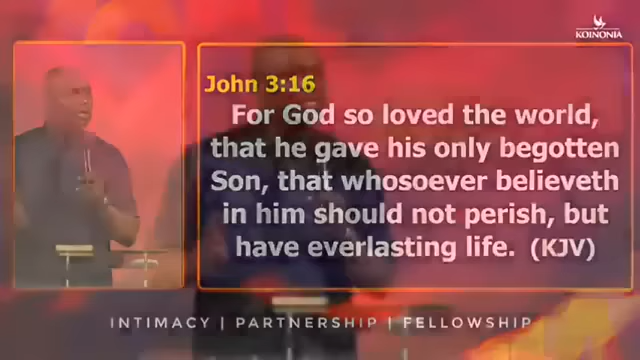 KOINONIA
John 3:16
For God so loved the world,
that he gave his only begotten
Son, that whosoever believeth
in him should not perish, but
have everlasting life. (KJV)
INTIMACY | PARTNERSHIP | FELLOWSHIP